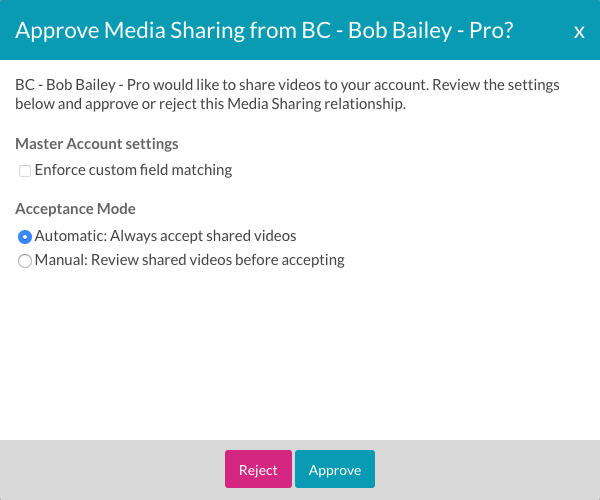 Approve Media Sharing from BC - Bob Bailey - Pro?
x
BC - Bob Bailey - Pro would like to share videos to your account. Review the settings
below and approve or reject this Media Sharing relationship.
Master Account settings
Enforce custom field matching
Acceptance Mode
Automatic: Always accept shared videos
Manual: Review shared videos before accepting
Reject
Approve